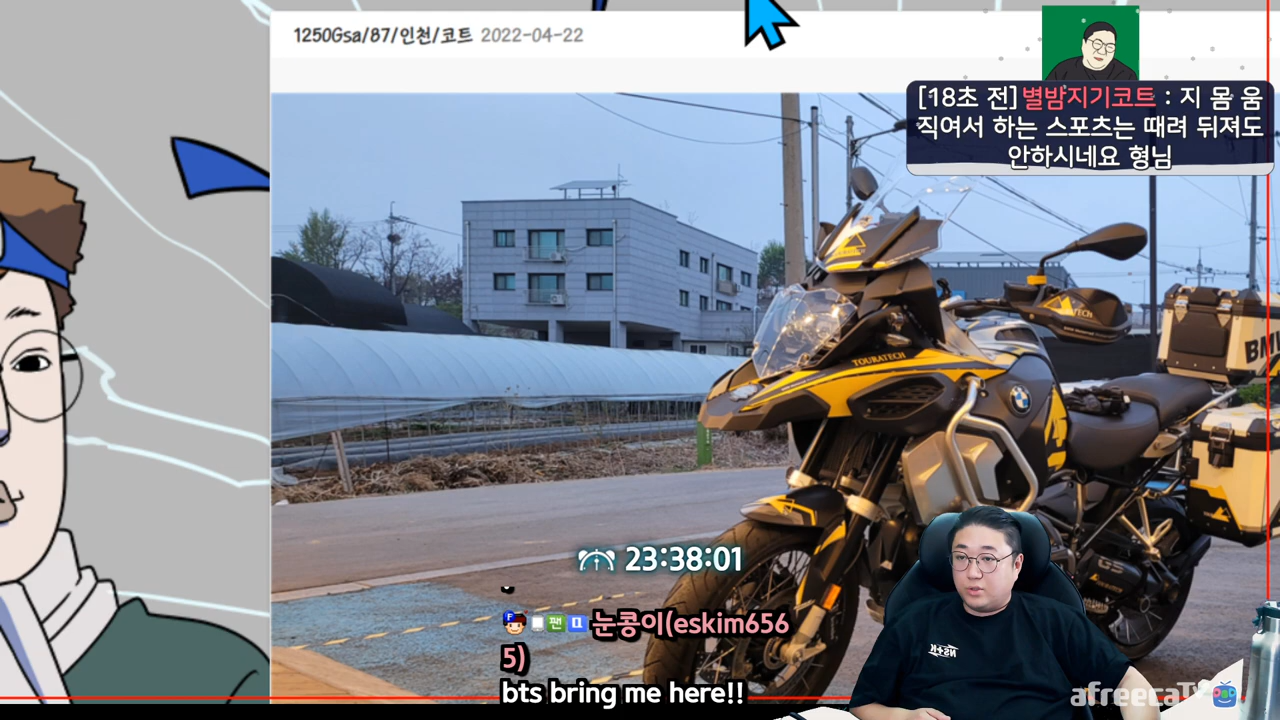 1250Gsa/87/인천/코트 2022-04-22
[18초 전]별밤지기코트 : 지 몸 움
직여서 하는 스포츠는 때려 뒤져도
안하시네요 형님
TOURATECH
BMW
GS
23:38:01
F 팬 눈콩이(eskim656
5)
bts bring me here!!
afreecaTV